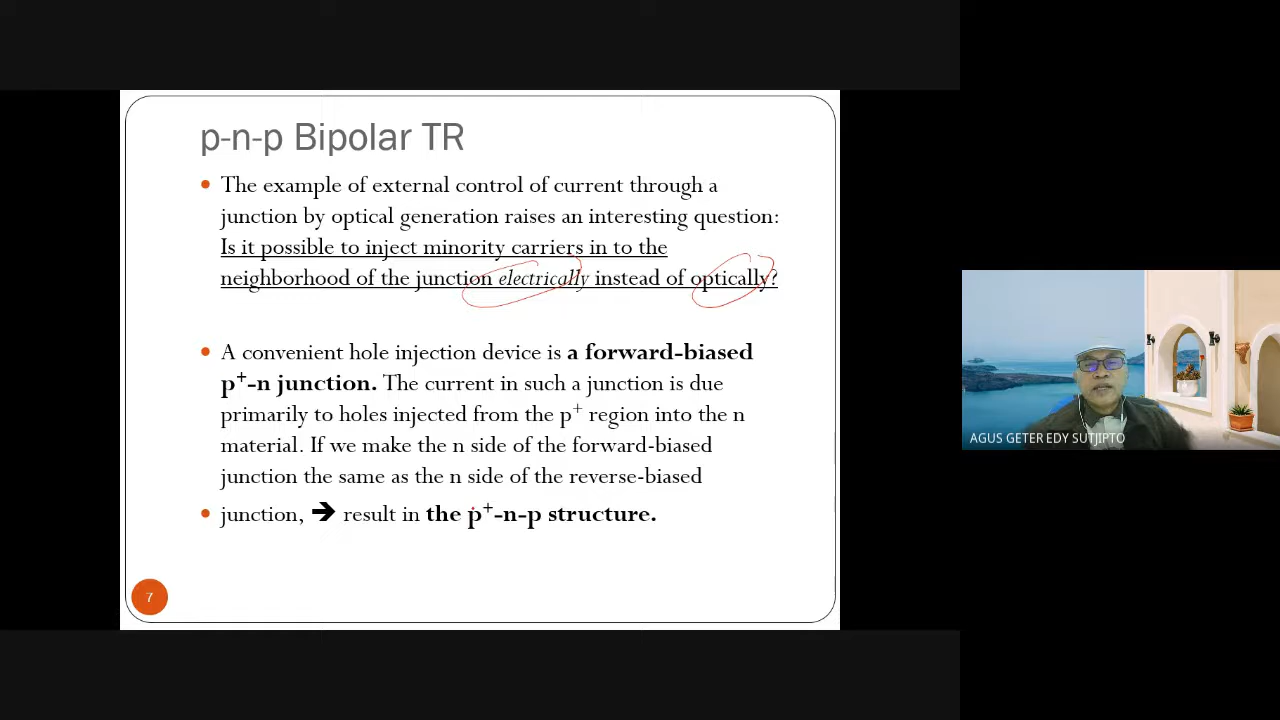 p-n-p Bipolar TR
• The example of external control of current through a
junction by optical generation raises an interesting question:
Is it possible to inject minority carriers in to the
neighborhood of the junction electrically instead of optically?
• A convenient hole injection device is a forward-biased
p⁺-n junction. The current in such a junction is due
primarily to holes injected from the p⁺ region into the n
material. If we make the n side of the forward-biased
junction the same as the n side of the reverse-biased
• junction, ➔ result in the p⁺-n-p structure.
7
AGUS GETER EDY SUTJIPTO